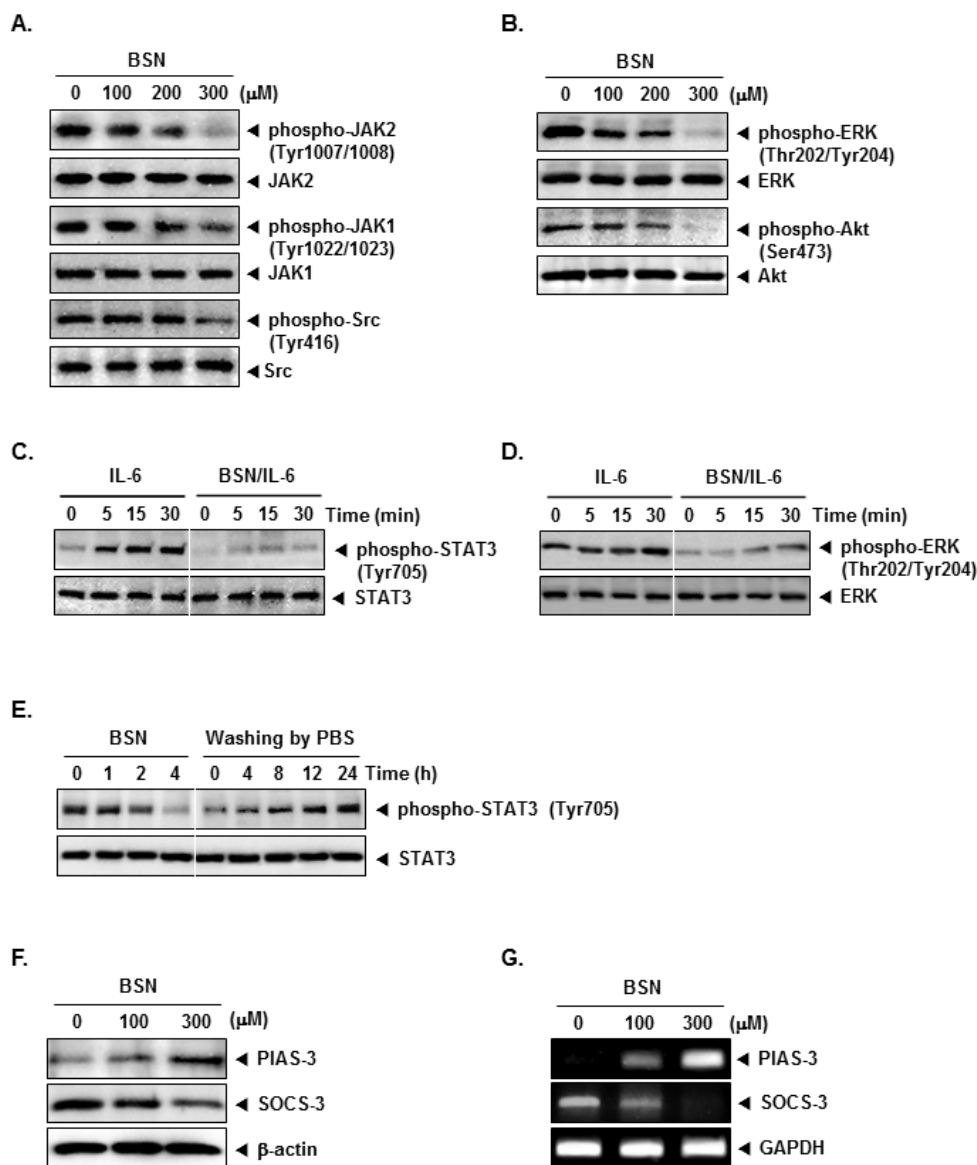 A.
BSN
0 100 200 300 (µM)
◄ phospho-JAK2
(Tyr1007/1008)
◄ JAK2
◄ phospho-JAK1
(Tyr1022/1023)
◄ JAK1
◄ phospho-Src
(Tyr416)
◄ Src
B.
BSN
0 100 200 300 (µM)
◄ phospho-ERK
(Thr202/Tyr204)
◄ ERK
◄ phospho-Akt
(Ser473)
◄ Akt
C.
IL-6 BSN/IL-6
0 5 15 30 0 5 15 30 Time (min)
◄ phospho-STAT3
(Tyr705)
◄ STAT3
D.
IL-6 BSN/IL-6
0 5 15 30 0 5 15 30 Time (min)
◄ phospho-ERK
(Thr202/Tyr204)
◄ ERK
E.
BSN Washing by PBS
0 1 2 4 0 4 8 12 24 Time (h)
◄ phospho-STAT3 (Tyr705)
◄ STAT3
F.
BSN
0 100 300 (µM)
◄ PIAS-3
◄ SOCS-3
◄ β-actin
G.
BSN
0 100 300 (µM)
◄ PIAS-3
◄ SOCS-3
◄ GAPDH